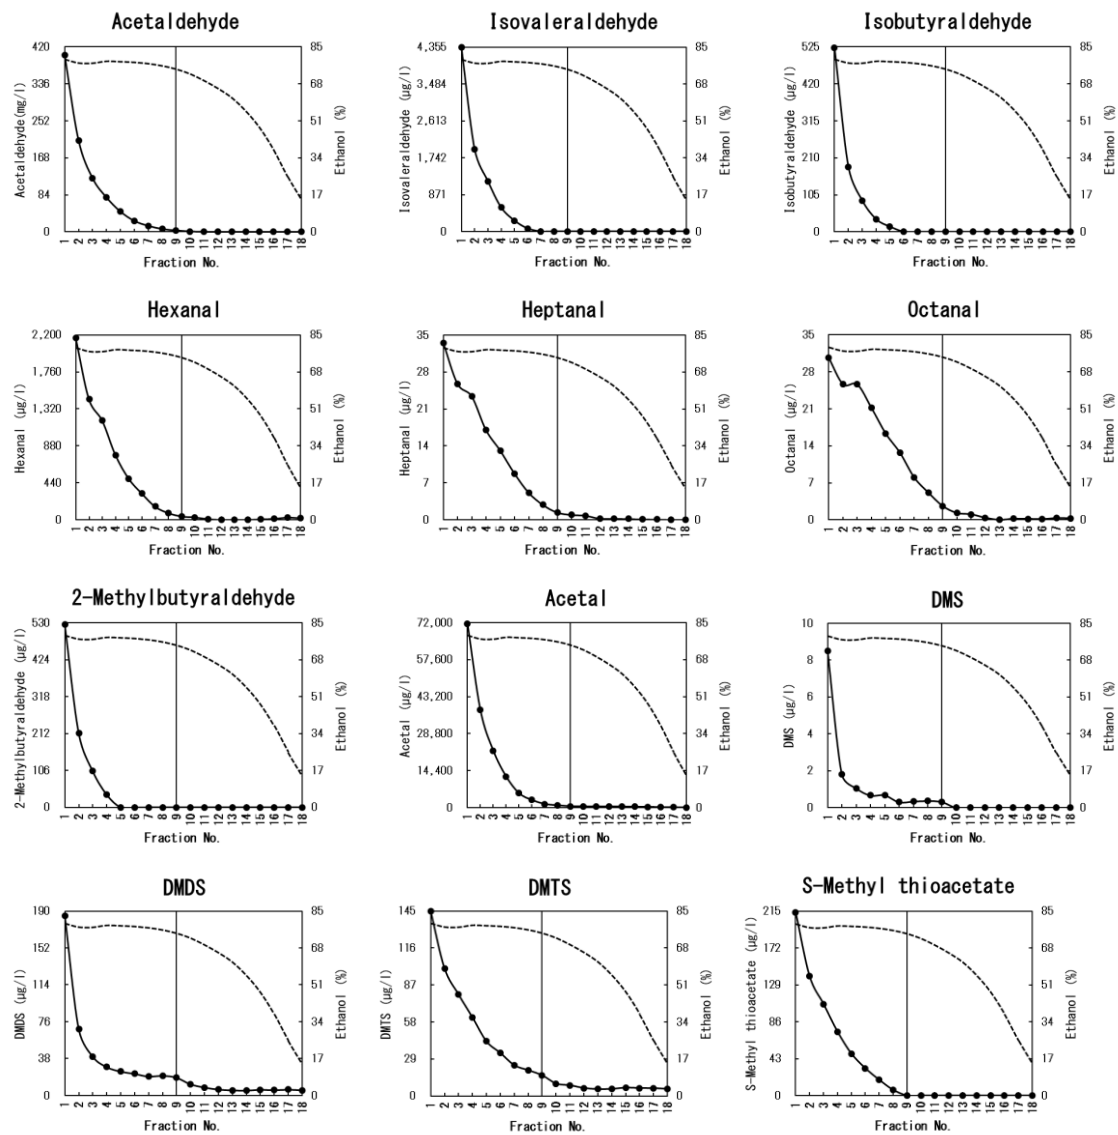 Acetaldehyde
Acetaldehyde(mg/l)
420
336
252
168
84
0
85
68
51
34
17
0
Ethanol (%)
1 2 3 4 5 6 7 8 9 10 11 12 13 14 15 16 17 18
Fraction No.
Isovaleraldehyde
Isovaleraldehyde (μg/l)
4,355
3,484
2,613
1,742
871
0
85
68
51
34
17
0
Ethanol (%)
1 2 3 4 5 6 7 8 9 10 11 12 13 14 15 16 17 18
Fraction No.
Isobutyraldehyde
Isobutyraldehyde (μg/l)
525
420
315
210
105
0
85
68
51
34
17
0
Ethanol (%)
1 2 3 4 5 6 7 8 9 10 11 12 13 14 15 16 17 18
Fraction No.
Hexanal
Hexanal (μg/l)
2,200
1,760
1,320
880
440
0
85
68
51
34
17
0
Ethanol (%)
1 2 3 4 5 6 7 8 9 10 11 12 13 14 15 16 17 18
Fraction No.
Heptanal
Heptanal (μg/l)
35
28
21
14
7
0
85
68
51
34
17
0
Ethanol (%)
1 2 3 4 5 6 7 8 9 10 11 12 13 14 15 16 17 18
Fraction No.
Octanal
Octanal (μg/l)
35
28
21
14
7
0
85
68
51
34
17
0
Ethanol (%)
1 2 3 4 5 6 7 8 9 10 11 12 13 14 15 16 17 18
Fraction No.
2-Methylbutyraldehyde
2-Methylbutyraldehyde (μg/l)
530
424
318
212
106
0
85
68
51
34
17
0
Ethanol (%)
1 2 3 4 5 6 7 8 9 10 11 12 13 14 15 16 17 18
Fraction No.
Acetal
Acetal (μg/l)
72,000
57,600
43,200
28,800
14,400
0
85
68
51
34
17
0
Ethanol (%)
1 2 3 4 5 6 7 8 9 10 11 12 13 14 15 16 17 18
Fraction No.
DMS
DMS (μg/l)
10
8
6
4
2
0
85
68
51
34
17
0
Ethanol (%)
1 2 3 4 5 6 7 8 9 10 11 12 13 14 15 16 17 18
Fraction No.
DMDS
DMDS (μg/l)
190
152
114
76
38
0
85
68
51
34
17
0
Ethanol (%)
1 2 3 4 5 6 7 8 9 10 11 12 13 14 15 16 17 18
Fraction No.
DMTS
DMTS (μg/l)
145
116
87
58
29
0
85
68
51
34
17
0
Ethanol (%)
1 2 3 4 5 6 7 8 9 10 11 12 13 14 15 16 17 18
Fraction No.
S-Methyl thioacetate
S-Methyl thioacetate (μg/l)
215
172
129
86
43
0
85
68
51
34
17
0
Ethanol (%)
1 2 3 4 5 6 7 8 9 10 11 12 13 14 15 16 17 18
Fraction No.